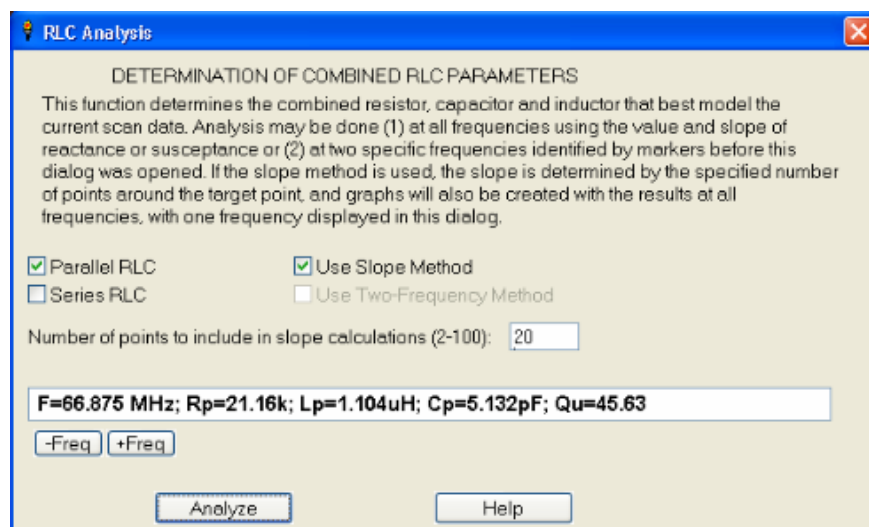 RLC Analysis
DETERMINATION OF COMBINED RLC PARAMETERS
This function determines the combined resistor, capacitor and inductor that best model the
current scan data. Analysis may be done (1) at all frequencies using the value and slope of
reactance or susceptance or (2) at two specific frequencies identified by markers before this
dialog was opened. If the slope method is used, the slope is determined by the specified number
of points around the target point, and graphs will also be created with the results at all
frequencies, with one frequency displayed in this dialog.
Parallel RLC
Use Slope Method
Series RLC
Use Two-Frequency Method
Number of points to include in slope calculations (2-100): 20
F=66.875 MHz; Rp=21.16k; Lp=1.104uH; Cp=5.132pF; Qu=45.63
-Freq +Freq
Analyze Help